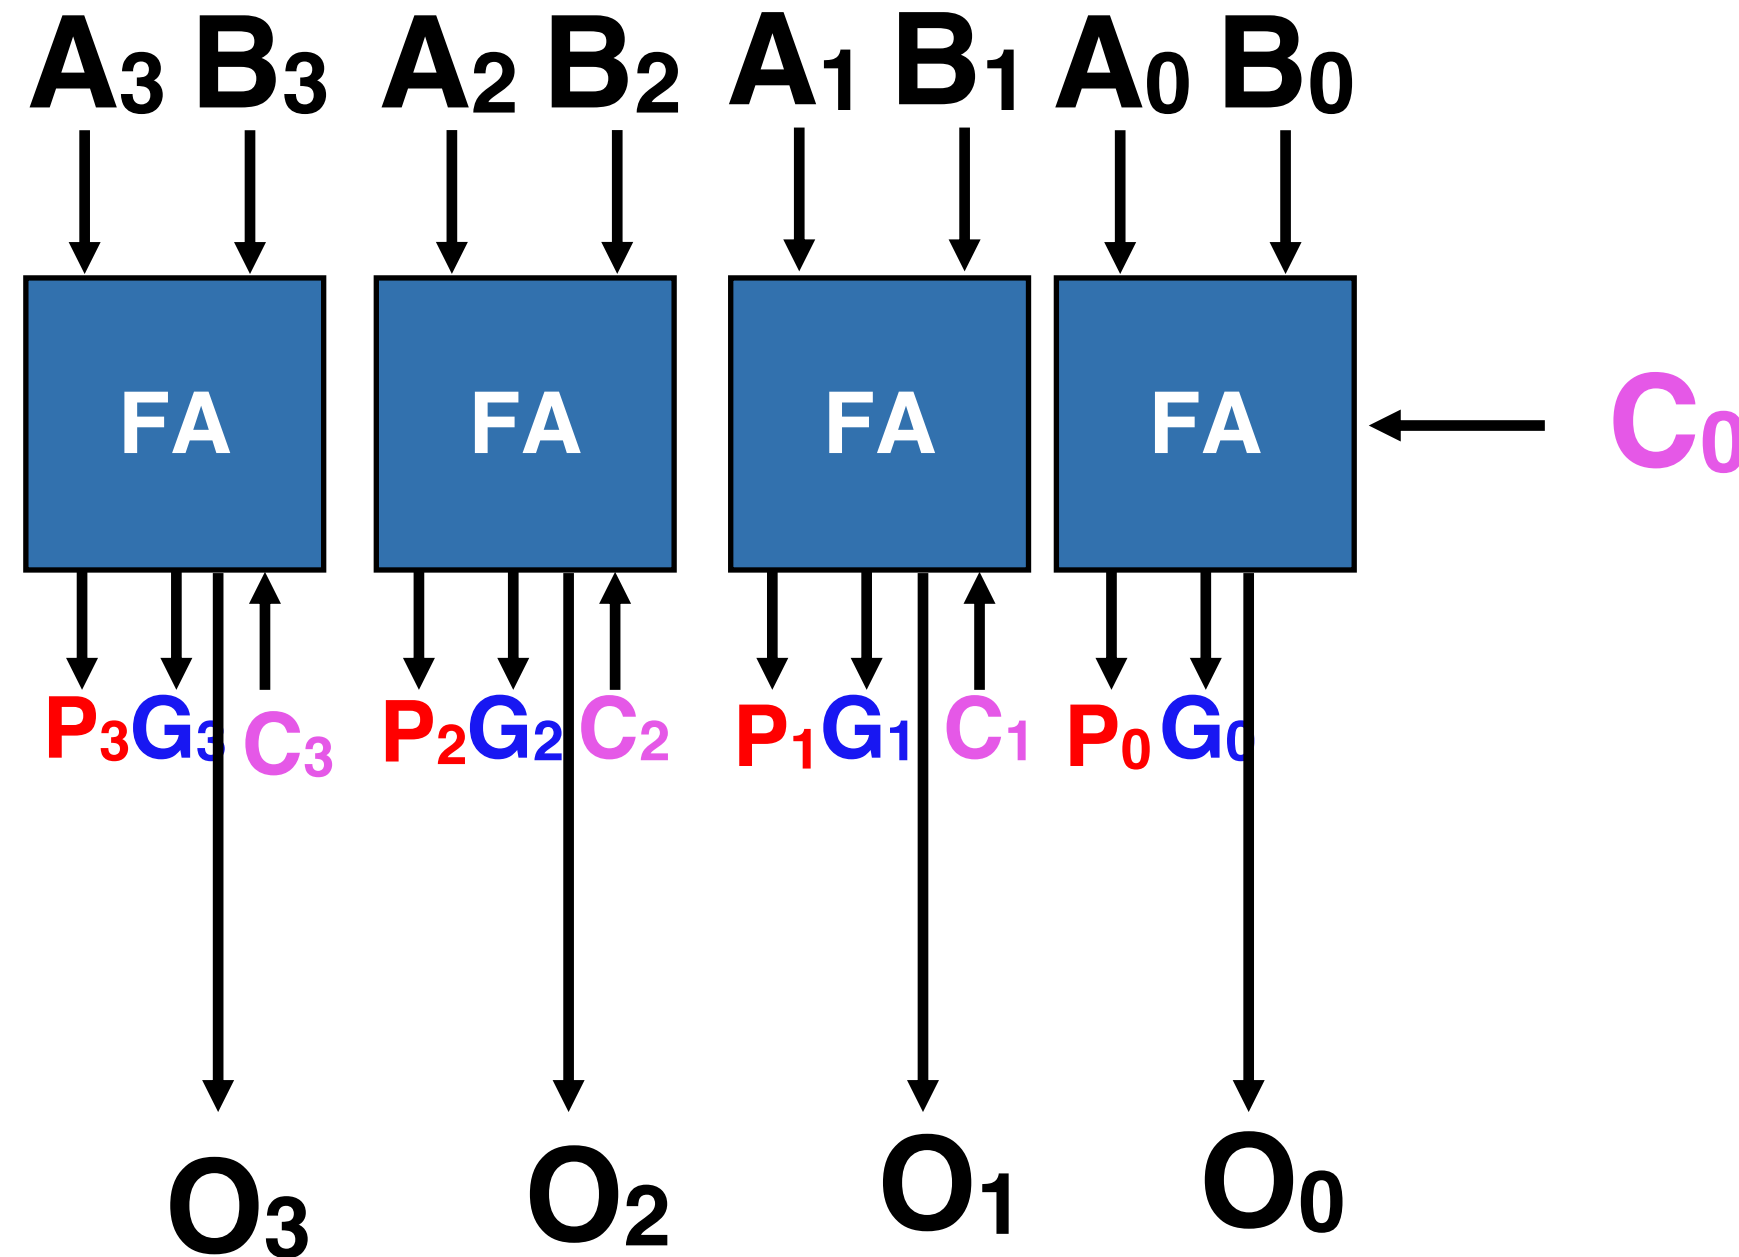 A3 B3 A2 B2 A1 B1 A0 B0
FA FA FA FA C0
P3 G3 C3 P2 G2 C2 P1 G1 C1 P0 G0
O3 O2 O1 O0